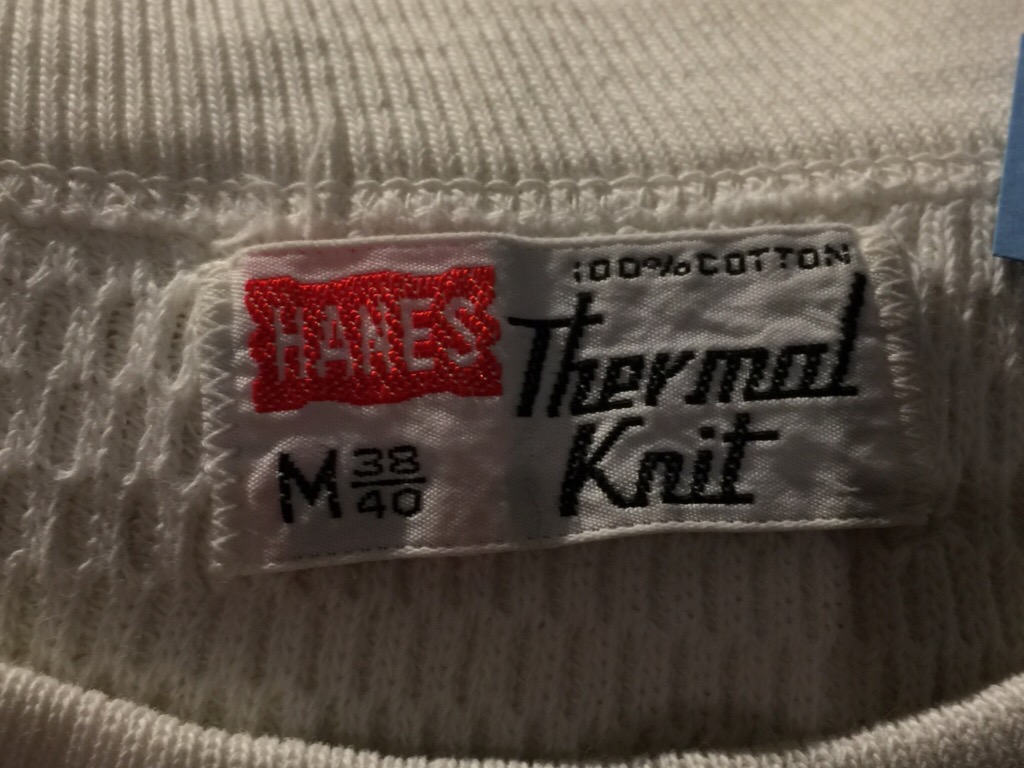 HANES
M 38/40
100% COTTON
Thermal
Knit